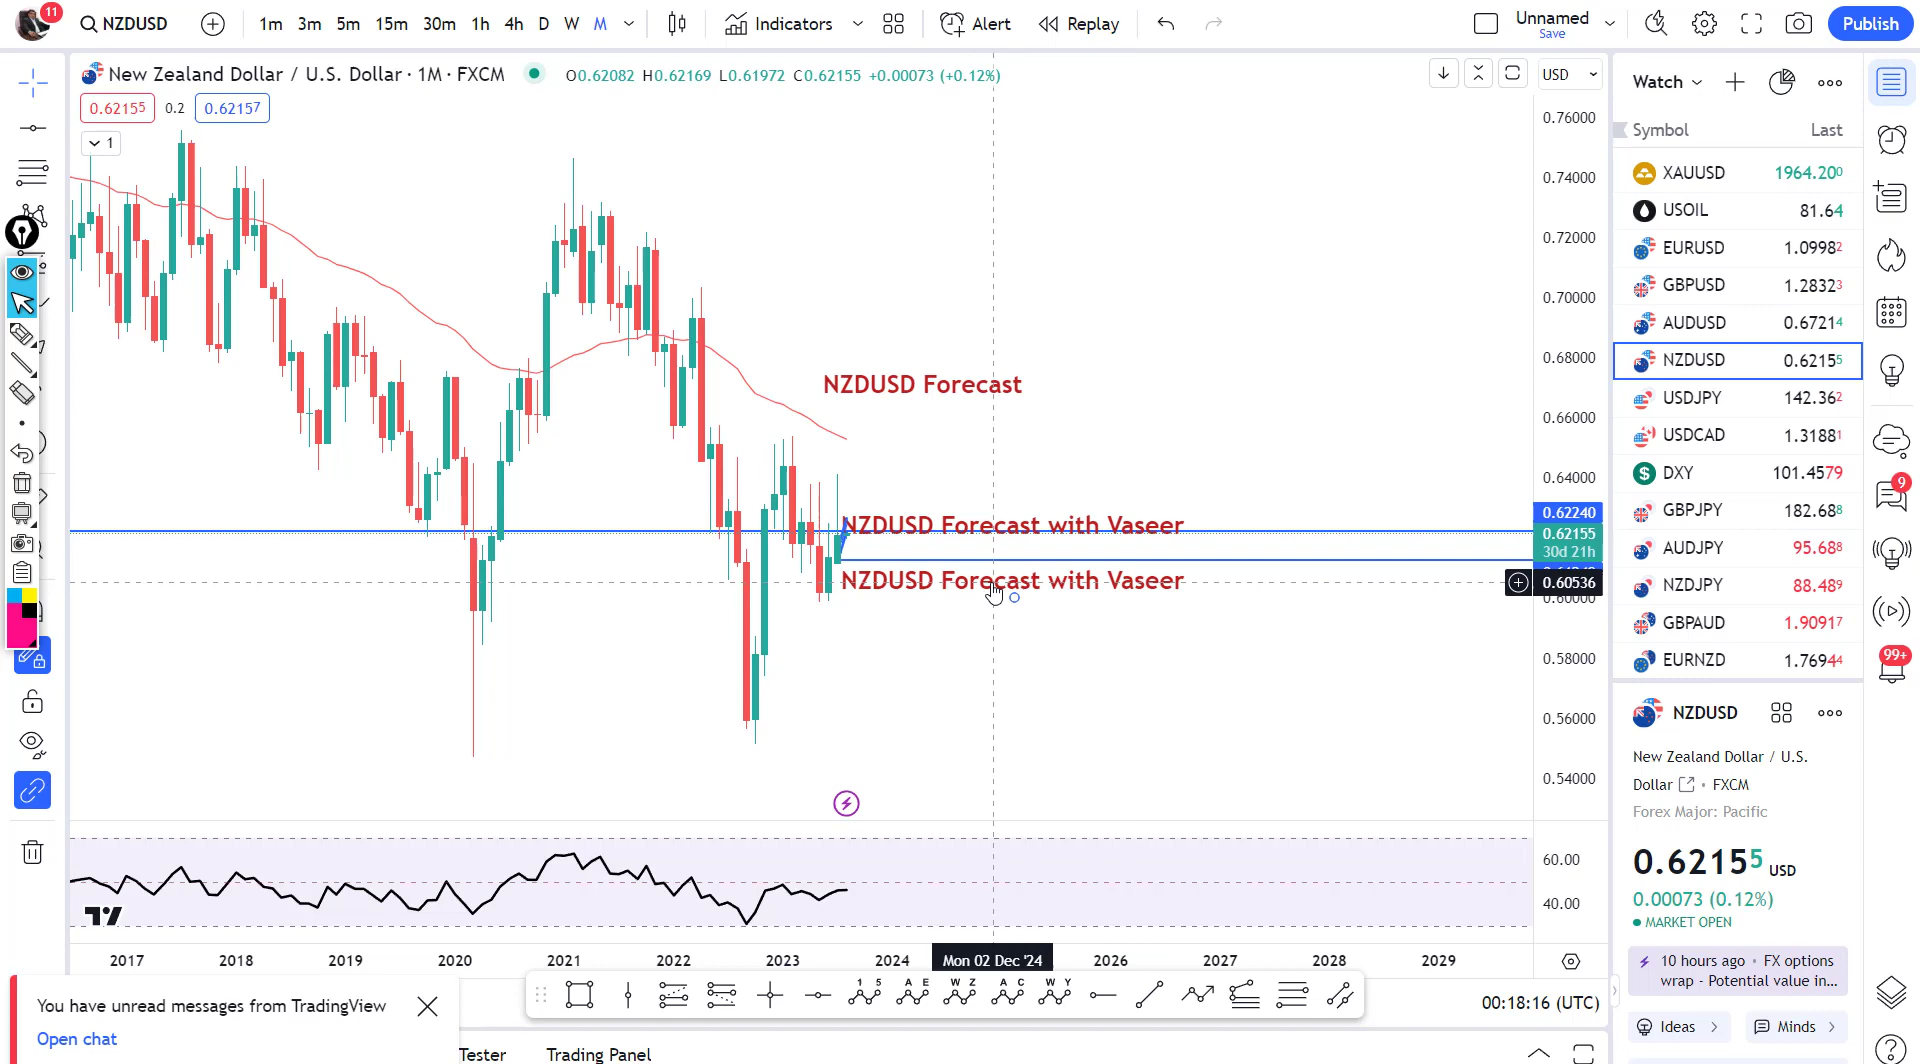 11
NZDUSD
1m 3m 5m 15m 30m 1h 4h D W M
Indicators
Alert
Replay
Unnamed
Save
Publish
New Zealand Dollar / U.S. Dollar · 1M · FXCM
O0.62082 H0.62169 L0.61972 C0.62155 +0.00073 (+0.12%)
USD
0.62155 0.2 0.62157
1
0.76000
0.74000
0.72000
0.70000
0.68000
0.66000
0.64000
0.62240
0.62155
30d 21h
0.60536
0.60000
0.58000
0.56000
0.54000
NZDUSD Forecast
NZDUSD Forecast with Vaseer
NZDUSD Forecast with Vaseer
60.00
40.00
2017 2018 2019 2020 2021 2022 2023 2024 Mon 02 Dec '24 2026 2027 2028 2029
1 5 A E W Z A C W Y
00:18:16 (UTC)
You have unread messages from TradingView
Open chat
Tester
Trading Panel
Watch
Symbol Last
XAUUSD 1964.200
USOIL 81.64
EURUSD 1.09982
GBPUSD 1.28323
AUDUSD 0.67214
NZDUSD 0.62155
USDJPY 142.362
USDCAD 1.31881
DXY 101.4579
GBPJPY 182.688
AUDJPY 95.688
NZDJPY 88.489
GBPAUD 1.90917
EURNZD 1.76944
NZDUSD
New Zealand Dollar / U.S.
Dollar • FXCM
Forex Major: Pacific
0.62155 USD
0.00073 (0.12%)
MARKET OPEN
10 hours ago • FX options
wrap - Potential value in...
Ideas
Minds
9
99+